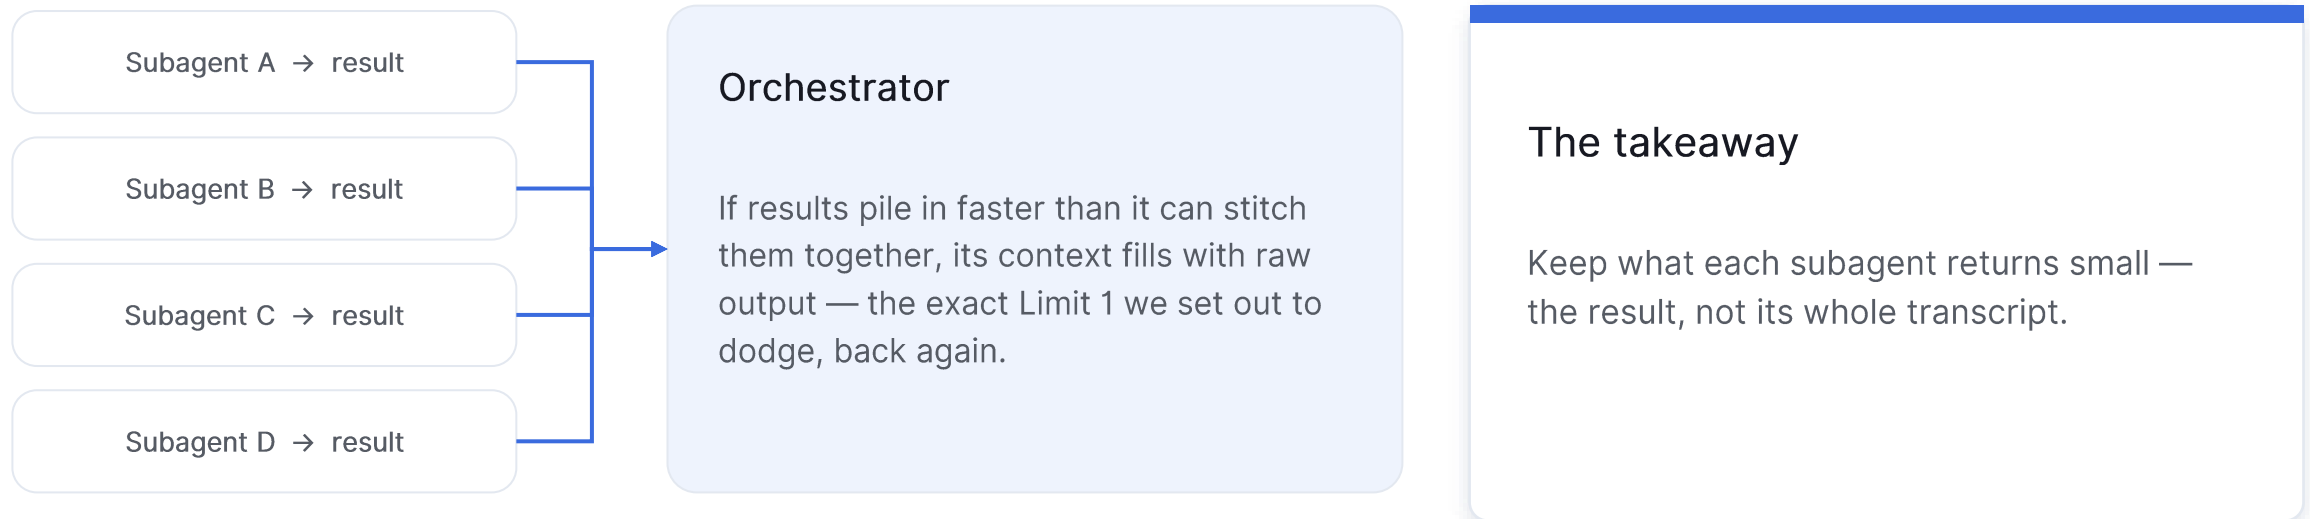 Subagent A → result
Subagent B → result
Subagent C → result
Subagent D → result
Orchestrator
If results pile in faster than it can stitch
them together, its context fills with raw
output — the exact Limit 1 we set out to
dodge, back again.
The takeaway
Keep what each subagent returns small —
the result, not its whole transcript.